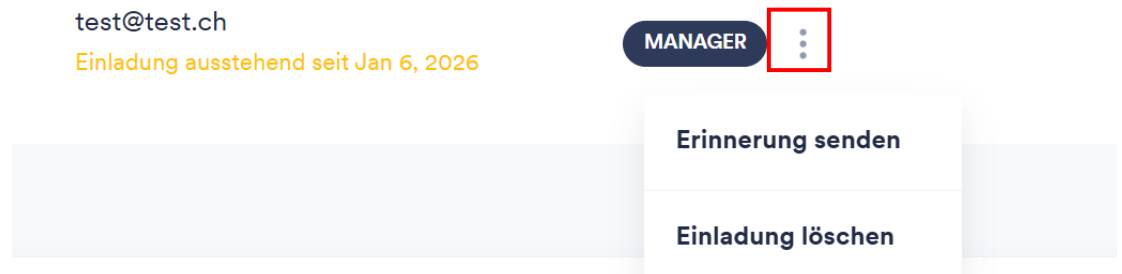 test@test.ch
Einladung ausstehend seit Jan 6, 2026
MANAGER
Erinnerung senden
Einladung löschen